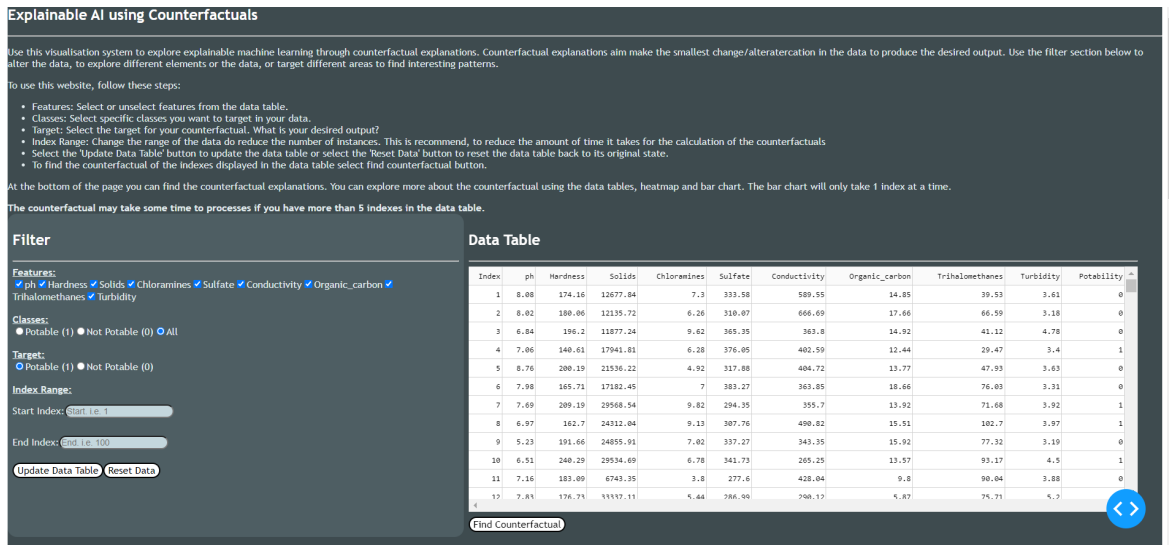 Explainable AI using Counterfactuals
Use this visualisation system to explore explainable machine learning through counterfactual explanations. Counterfactual explanations aim make the smallest change/alteratercation in the data to produce the desired output. Use the filter section below to
alter the data, to explore different elements or the data, or target different areas to find interesting patterns.
To use this website, follow these steps:
• Features: Select or unselect features from the data table.
• Classes: Select specific classes you want to target in your data.
• Target: Select the target for your counterfactual. What is your desired output?
• Index Range: Change the range of the data do reduce the number of instances. This is recommend, to reduce the amount of time it takes for the calculation of the counterfactuals
• Select the 'Update Data Table' button to update the data table or select the 'Reset Data' button to reset the data table back to its original state.
• To find the counterfactual of the indexes displayed in the data table select find counterfactual button.
At the bottom of the page you can find the counterfactual explanations. You can explore more about the counterfactual using the data tables, heatmap and bar chart. The bar chart will only take 1 index at a time.
The counterfactual may take some time to processes if you have more than 5 indexes in the data table.
Filter
Features:
ph Hardness Solids Chloramines Sulfate Conductivity Organic_carbon
Trihalomethanes Turbidity
Classes:
Potable (1) Not Potable (0) All
Target:
Potable (1) Not Potable (0)
Index Range:
Start Index: Start. i.e. 1
End Index: End. i.e. 100
Update Data Table Reset Data
Data Table
Index ph Hardness Solids Chloramines Sulfate Conductivity Organic_carbon Trihalomethanes Turbidity Potability
1 8.08 174.16 12677.84 7.3 333.58 589.55 14.85 39.53 3.61 0
2 8.02 180.06 12135.72 6.26 310.07 666.69 17.66 66.59 3.18 0
3 6.84 196.2 11877.24 9.62 365.35 363.8 14.92 41.12 4.78 0
4 7.06 140.61 17941.81 6.28 376.05 402.59 12.44 29.47 3.4 1
5 8.76 200.19 21536.22 4.92 317.88 404.72 13.77 47.93 3.63 0
6 7.98 165.71 17182.45 7 383.27 363.85 18.66 76.03 3.31 0
7 7.69 209.19 29568.54 9.82 294.35 355.7 13.92 71.68 3.92 1
8 6.97 162.7 24312.04 9.13 307.76 490.82 15.51 102.7 3.97 1
9 5.23 191.66 24855.91 7.02 337.27 343.35 15.92 77.32 3.19 0
10 6.51 240.29 29534.69 6.78 341.73 265.25 13.57 93.17 4.5 1
11 7.16 183.09 6743.35 3.8 277.6 428.04 9.8 90.04 3.88 0
12 7.83 176.73 33337.11 5.44 286.99 290.12 5.87 75.71 5.2
Find Counterfactual